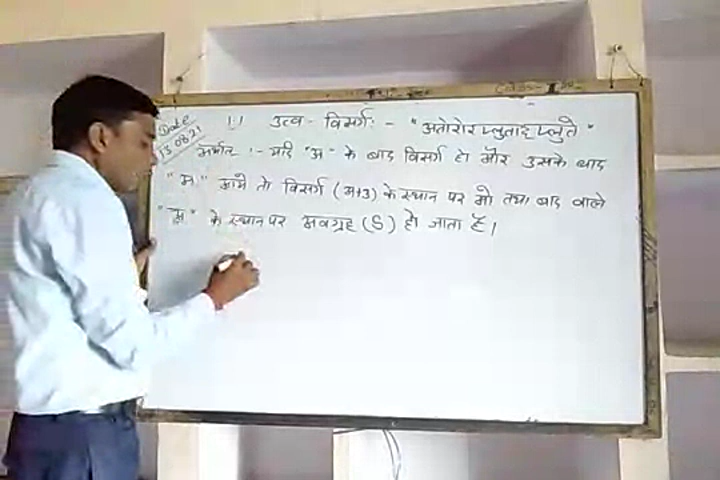 Date
13.08.21
!! उत्व - विसर्गः - "अतोरोरप्लुतादप्लुते"
अर्थात :- यदि "अ" के बाद विसर्ग हो और उसके बाद
"अ" आये तो विसर्ग (अ+उ) के स्थान पर ओ तथा बाद वाले
"अ" के स्थान पर अवग्रह (ऽ) हो जाता है।